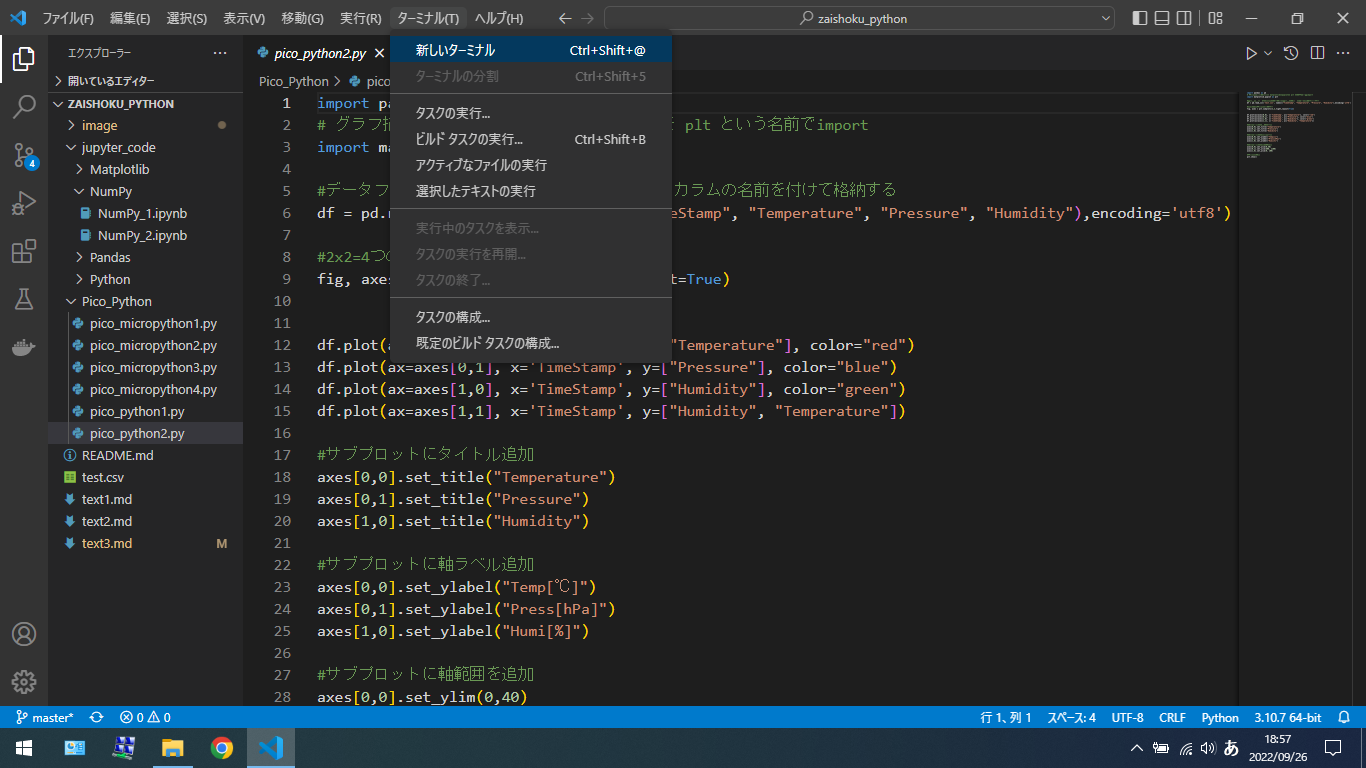 ファイル(F) 編集(E) 選択(S) 表示(V) 移動(G) 実行(R) ターミナル(T) ヘルプ(H) zaishoku_python
エクスプローラー
開いているエディター
ZAISHOKU_PYTHON
image
jupyter_code
Matplotlib
NumPy
NumPy_1.ipynb
NumPy_2.ipynb
Pandas
Python
Pico_Python
pico_micropython1.py
pico_micropython2.py
pico_micropython3.py
pico_micropython4.py
pico_python1.py
pico_python2.py
README.md
test.csv
text1.md
text2.md
text3.md M
4
pico_python2.py
Pico_Python > pico
新しいターミナル Ctrl+Shift+@
ターミナルの分割 Ctrl+Shift+5
タスクの実行...
ビルド タスクの実行... Ctrl+Shift+B
アクティブなファイルの実行
選択したテキストの実行
実行中のタスクを表示...
タスクの実行を再開...
タスクの終了...
タスクの構成...
既定のビルド タスクの構成...
1 import pa
2 # グラフ描 plt という名前でimport
3 import ma
4
5 #データフ カラムの名前を付けて格納する
6 df = pd.r eStamp", "Temperature", "Pressure", "Humidity"),encoding='utf8')
7
8 #2x2=4つの
9 fig, axes t=True)
10
11
12 df.plot(a "Temperature"], color="red")
13 df.plot(ax=axes[0,1], x='TimeStamp', y=["Pressure"], color="blue")
14 df.plot(ax=axes[1,0], x='TimeStamp', y=["Humidity"], color="green")
15 df.plot(ax=axes[1,1], x='TimeStamp', y=["Humidity", "Temperature"])
16
17 #サブプロットにタイトル追加
18 axes[0,0].set_title("Temperature")
19 axes[0,1].set_title("Pressure")
20 axes[1,0].set_title("Humidity")
21
22 #サブプロットに軸ラベル追加
23 axes[0,0].set_ylabel("Temp[℃]")
24 axes[0,1].set_ylabel("Press[hPa]")
25 axes[1,0].set_ylabel("Humi[%]")
26
27 #サブプロットに軸範囲を追加
28 axes[0,0].set_ylim(0,40)
master* 0 0 行 1、列 1 スペース: 4 UTF-8 CRLF Python 3.10.7 64-bit
あ 18:57
2022/09/26